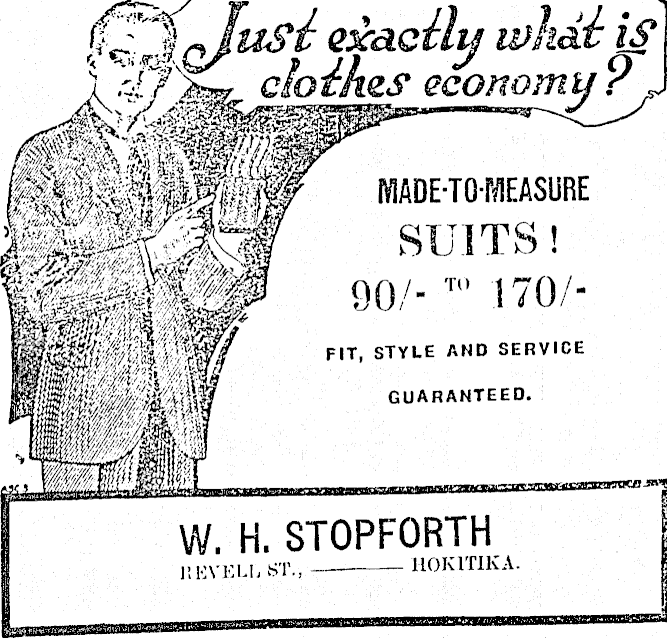 Just exactly what is
clothes economy?
MADE-TO-MEASURE
SUITS!
90/- TO 170/-
FIT, STYLE AND SERVICE
GUARANTEED.
W. H. STOPFORTH
REVELL ST., ——— HOKITIKA.